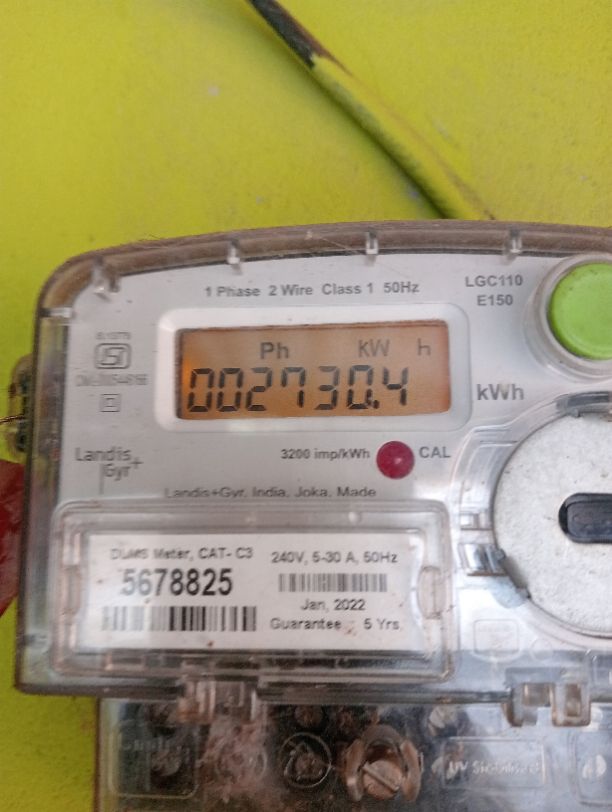 1 Phase 2 Wire Class 1 50Hz
LGC110
E150
Ph kW h
002730.4
kWh
Landis
Gyr+
3200 imp/kWh
CAL
Landis+Gyr, India, Joka, Made
DLMS Meter, CAT- C3
240V, 5-30 A, 50Hz
5678825
Jan, 2022
Guarantee : 5 Yrs.